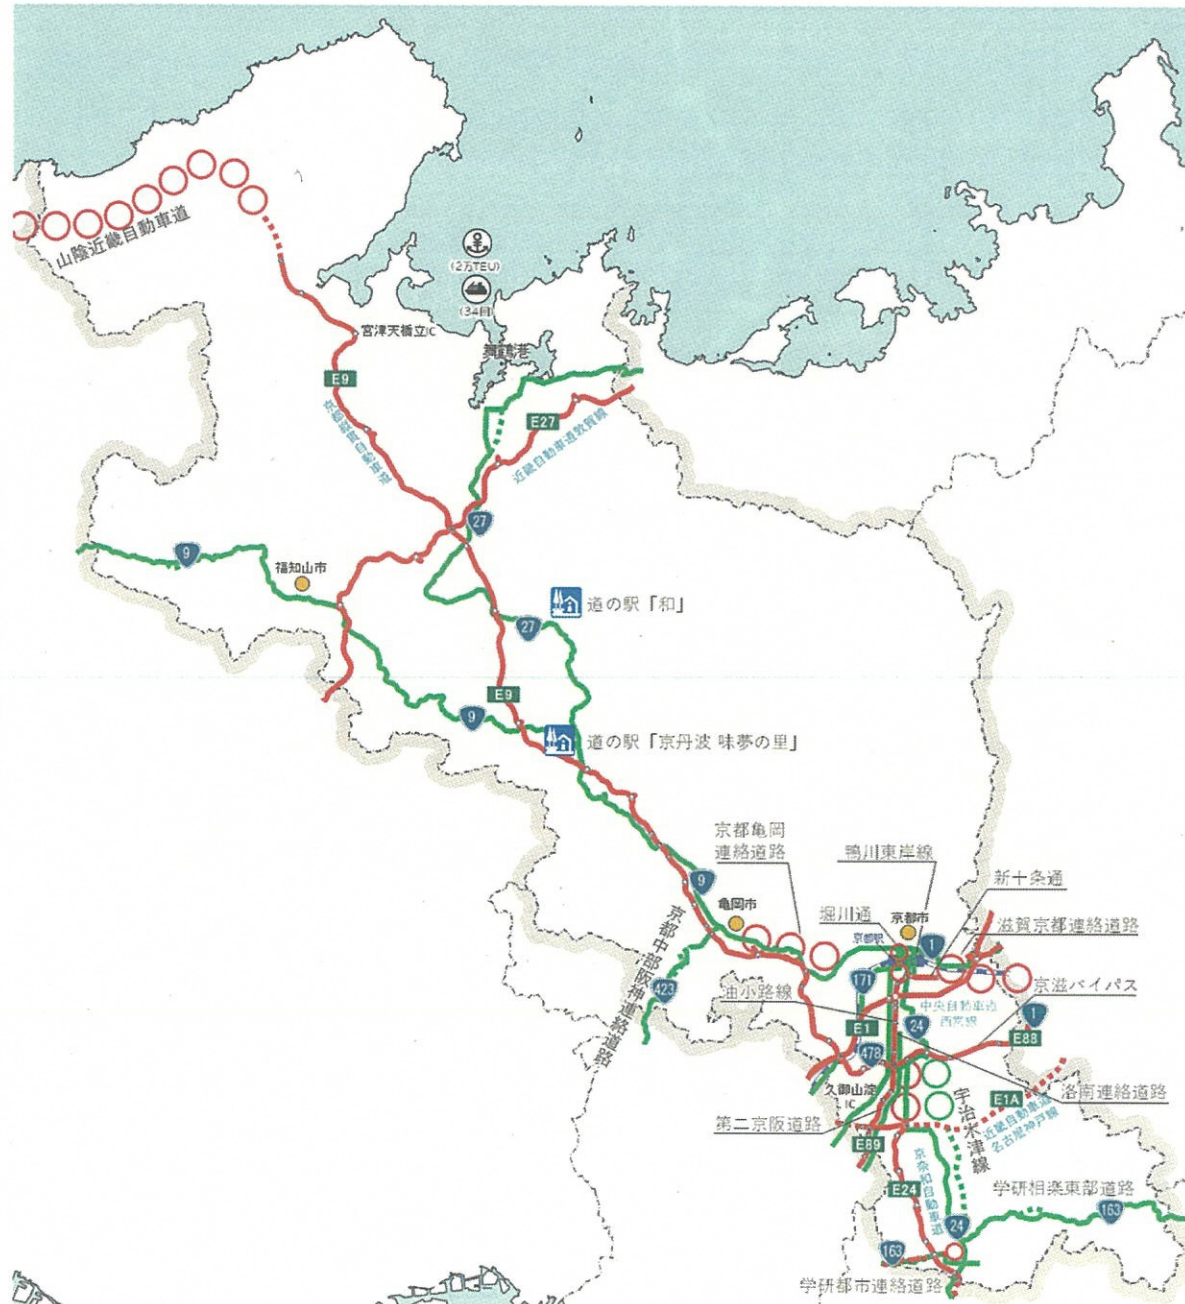 山陰近畿自動車道
(2万TEU)
(34回)
宮津天橋立IC
舞鶴港
E9
京都縦貫自動車道
E27
近畿自動車道敦賀線
27
9
福知山市
道の駅「和」
27
E9
9
道の駅「京丹波 味夢の里」
京都亀岡
連絡道路
鴨川東岸線
新十条通
9
亀岡市
堀川通
京都市
滋賀京都連絡道路
京都駅
1
京都中部阪神連絡道路
423
171
油小路線
京滋バイパス
中央自動車道
西宮線
1
E1
24
E88
478
久御山淀
IC
洛南連絡道路
E1A
第二京阪道路
宇治木津線
近畿自動車道
名古屋神戸線
E89
京奈和自動車道
E24
学研相楽東部道路
163
24
163
学研都市連絡道路